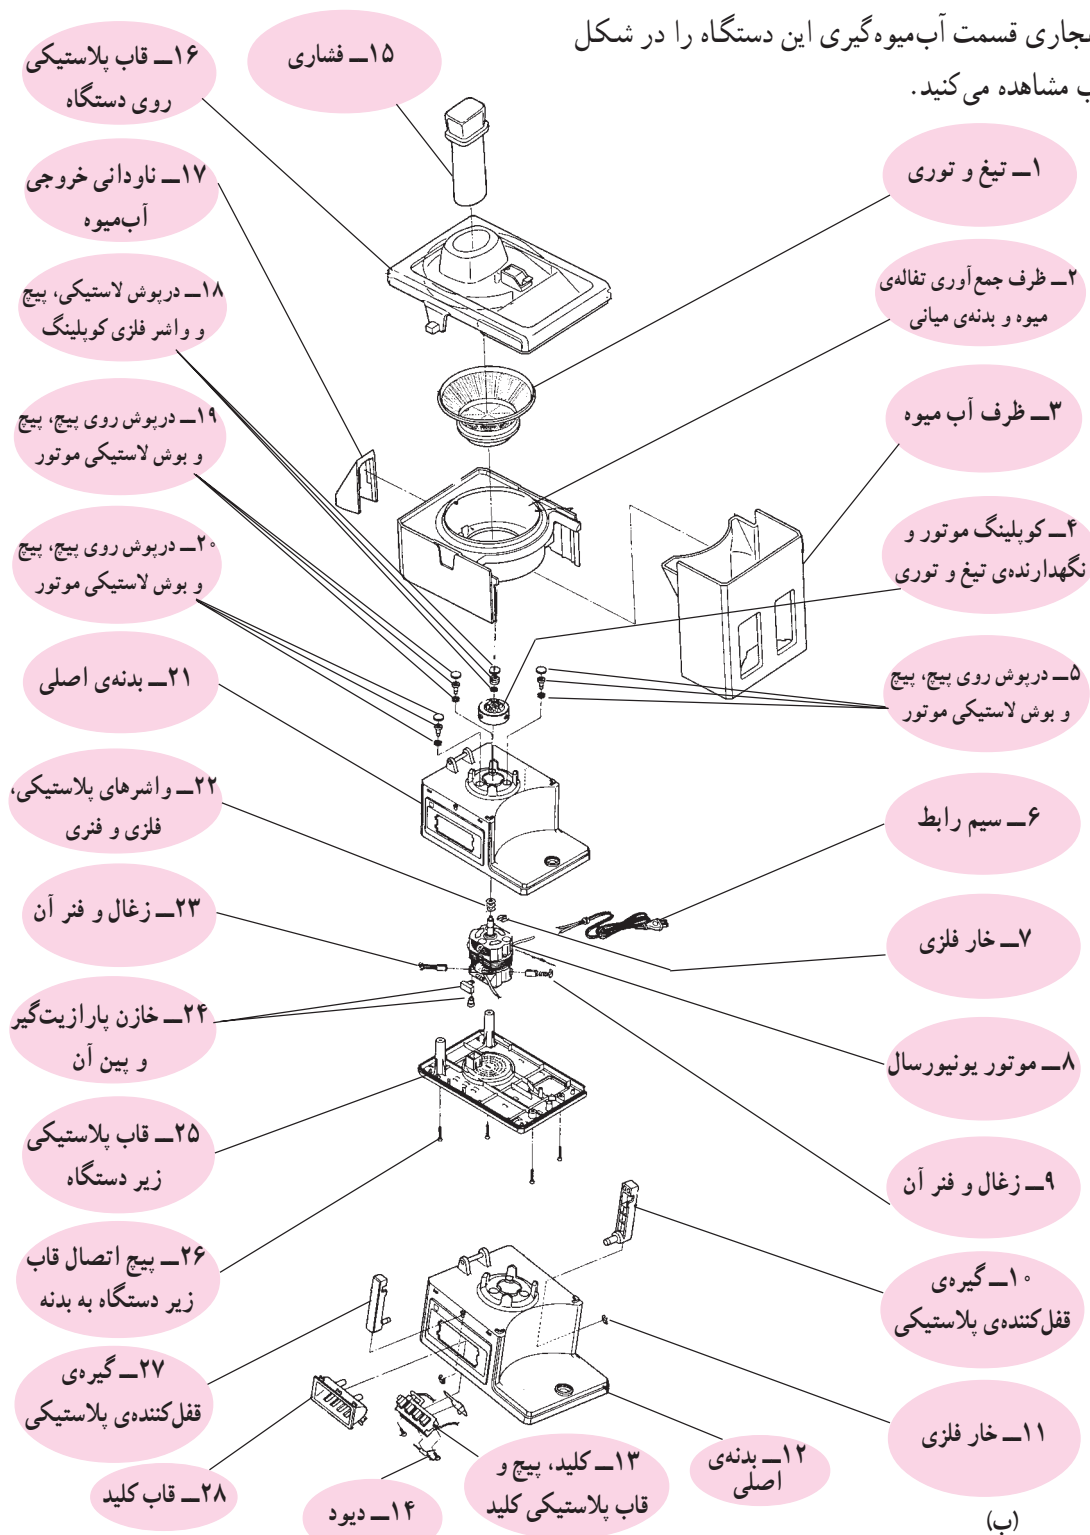 نجاری قسمت آب‌میوه‌گیری این دستگاه را در شکل
ب مشاهده می‌کنید.
۱ــ تیغ و توری
۲ــ ظرف جمع‌آوری تفاله‌ی
میوه و بدنه‌ی میانی
۳ــ ظرف آب میوه
۴ــ کوپلینگ موتور و
نگهدارنده‌ی تیغ و توری
۵ــ درپوش روی پیچ، پیچ
و بوش لاستیکی موتور
۶ــ سیم رابط
۷ــ خار فلزی
۸ــ موتور یونیورسال
۹ــ زغال و فنر آن
۱۰ــ گیره‌ی
قفل‌کننده‌ی پلاستیکی
۱۱ــ خار فلزی
۱۲ــ بدنه‌ی
اصلی
۱۳ــ کلید، پیچ و
قاب پلاستیکی کلید
۱۴ــ دیود
۱۵ــ فشاری
۱۶ــ قاب پلاستیکی
روی دستگاه
۱۷ــ ناودانی خروجی
آب‌میوه
۱۸ــ درپوش لاستیکی، پیچ
و واشر فلزی کوپلینگ
۱۹ــ درپوش روی پیچ، پیچ
و بوش لاستیکی موتور
۲۰ــ درپوش روی پیچ، پیچ
و بوش لاستیکی موتور
۲۱ــ بدنه‌ی اصلی
۲۲ــ واشرهای پلاستیکی،
فلزی و فنری
۲۳ــ زغال و فنر آن
۲۴ــ خازن پارازیت‌گیر
و پین آن
۲۵ــ قاب پلاستیکی
زیر دستگاه
۲۶ــ پیچ اتصال قاب
زیر دستگاه به بدنه
۲۷ــ گیره‌ی
قفل‌کننده‌ی پلاستیکی
۲۸ــ قاب کلید
(ب)